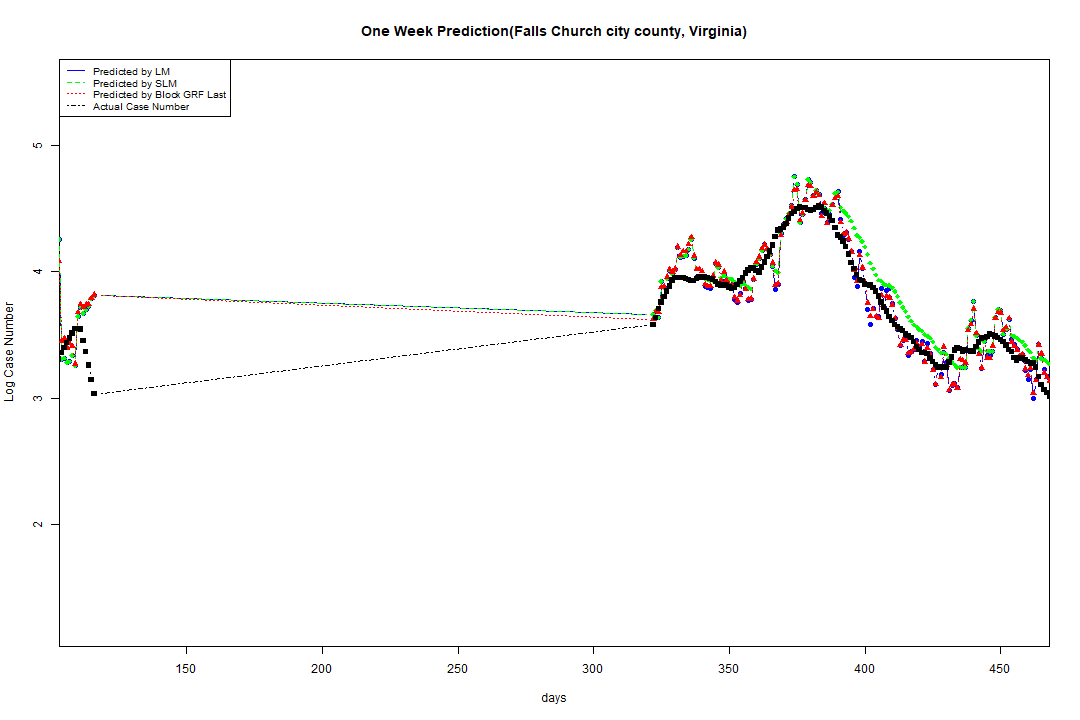 One Week Prediction(Falls Church city county, Virginia)
Predicted by LM
Predicted by SLM
Predicted by Block GRF Last
Actual Case Number
5
4
3
2
Log Case Number
150 200 250 300 350 400 450
days